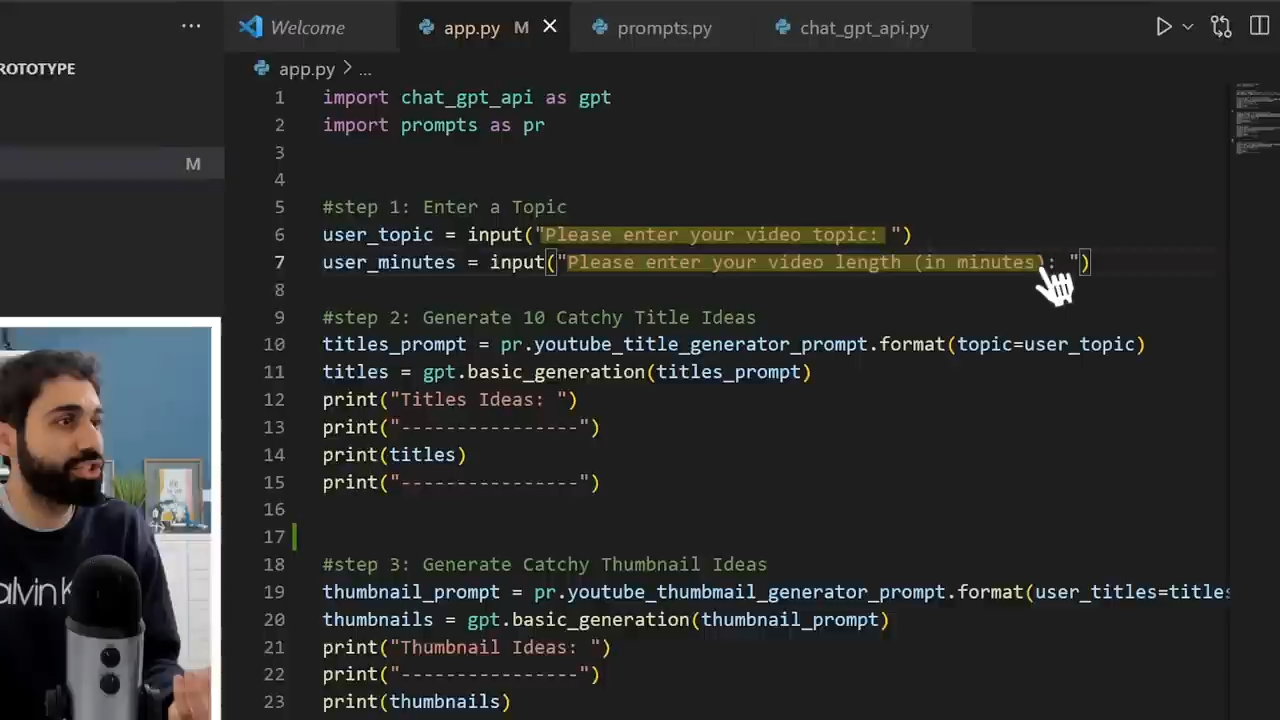 Welcome
app.py M
prompts.py
chat_gpt_api.py
ROTOTYPE
M
app.py > ...
1 import chat_gpt_api as gpt
2 import prompts as pr
3
4
5 #step 1: Enter a Topic
6 user_topic = input("Please enter your video topic: ")
7 user_minutes = input("Please enter your video length (in minutes): ")
8
9 #step 2: Generate 10 Catchy Title Ideas
10 titles_prompt = pr.youtube_title_generator_prompt.format(topic=user_topic)
11 titles = gpt.basic_generation(titles_prompt)
12 print("Titles Ideas: ")
13 print("----------------")
14 print(titles)
15 print("----------------")
16
17
18 #step 3: Generate Catchy Thumbnail Ideas
19 thumbnail_prompt = pr.youtube_thumbmail_generator_prompt.format(user_titles=titles
20 thumbnails = gpt.basic_generation(thumbnail_prompt)
21 print("Thumbnail Ideas: ")
22 print("----------------")
23 print(thumbnails)
alvin K